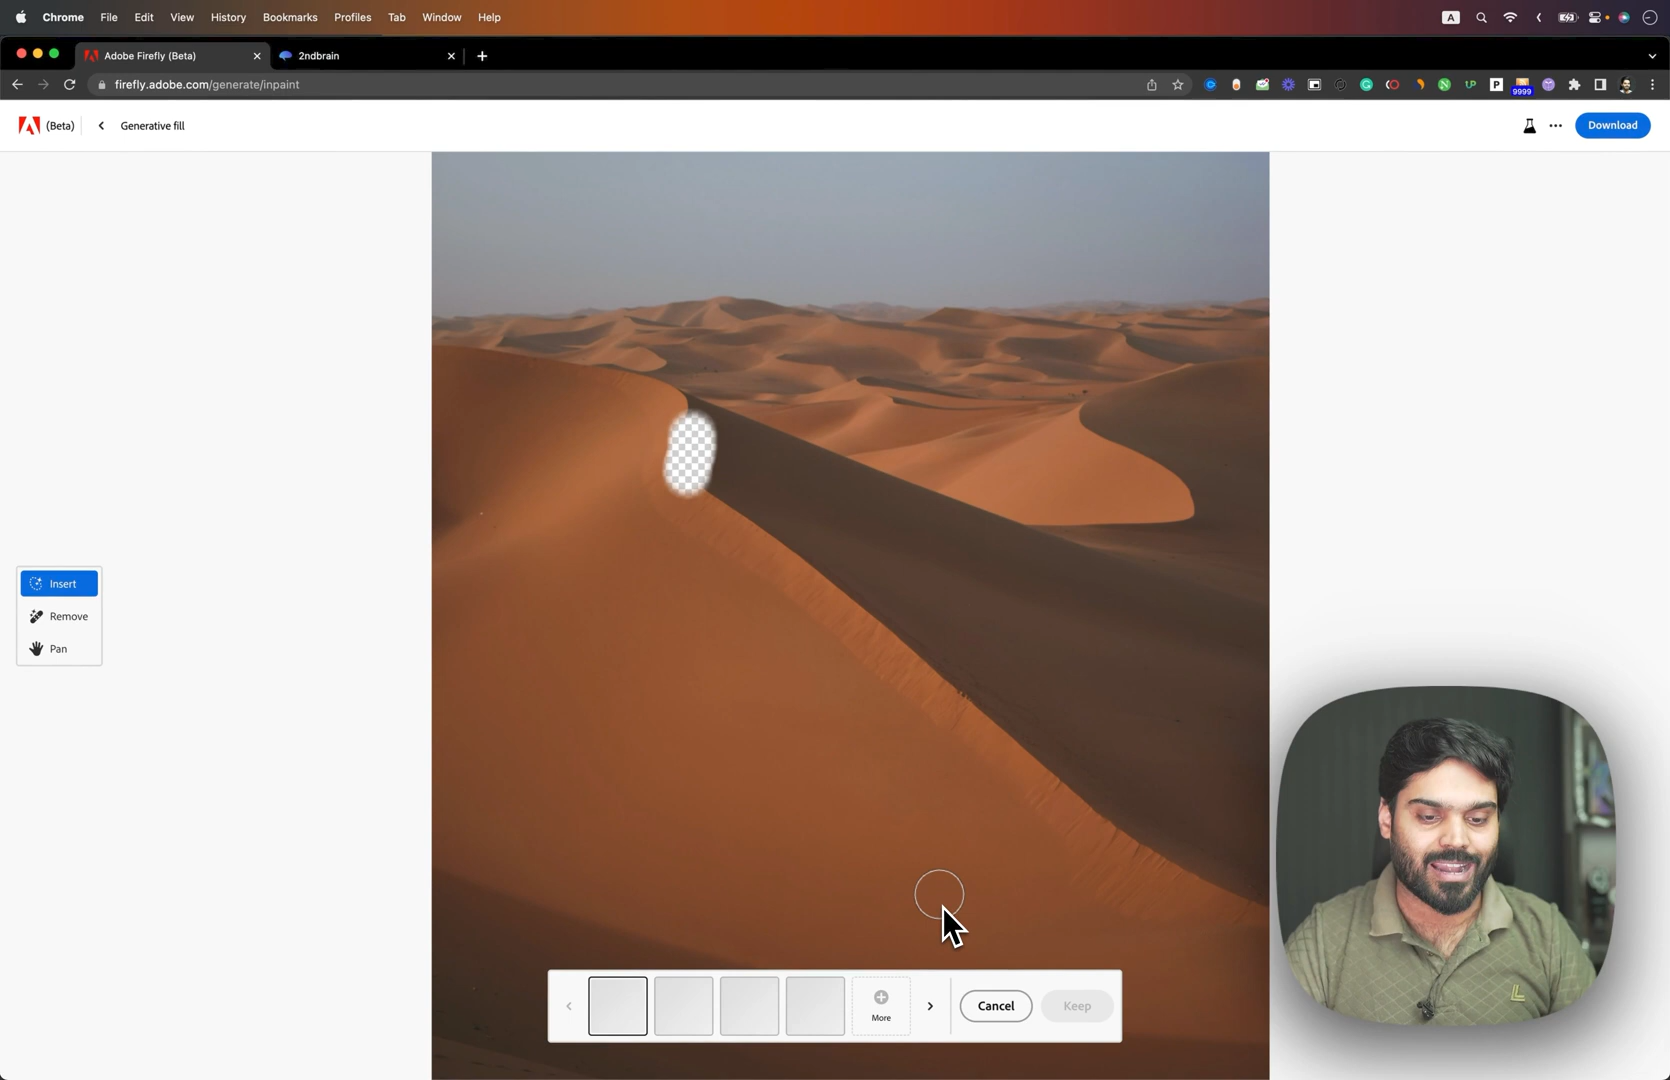 Chrome File Edit View History Bookmarks Profiles Tab Window Help A
Adobe Firefly (Beta) 2ndbrain
firefly.adobe.com/generate/inpaint P 9999
(Beta) Generative fill Download
Insert
Remove
Pan
More Cancel Keep